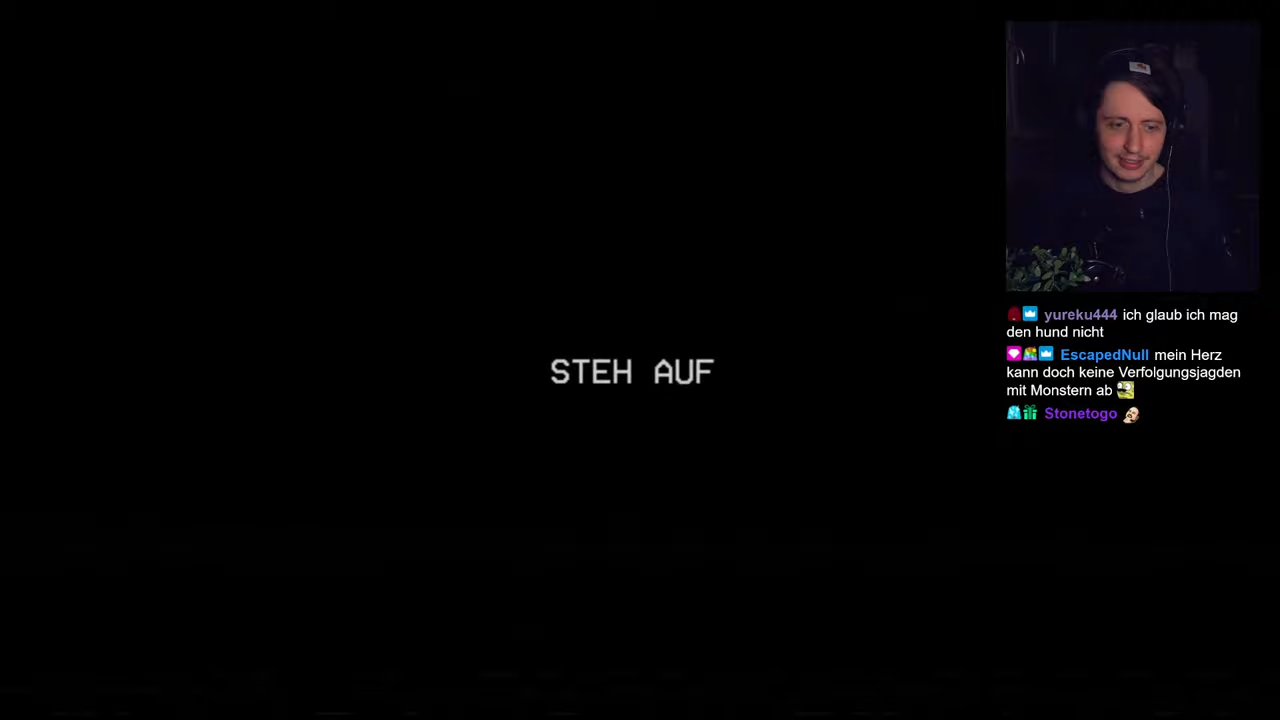 STEH AUF
yureku444 ich glaub ich mag
den hund nicht
EscapedNull mein Herz
kann doch keine Verfolgungsjagden
mit Monstern ab
Stonetogo